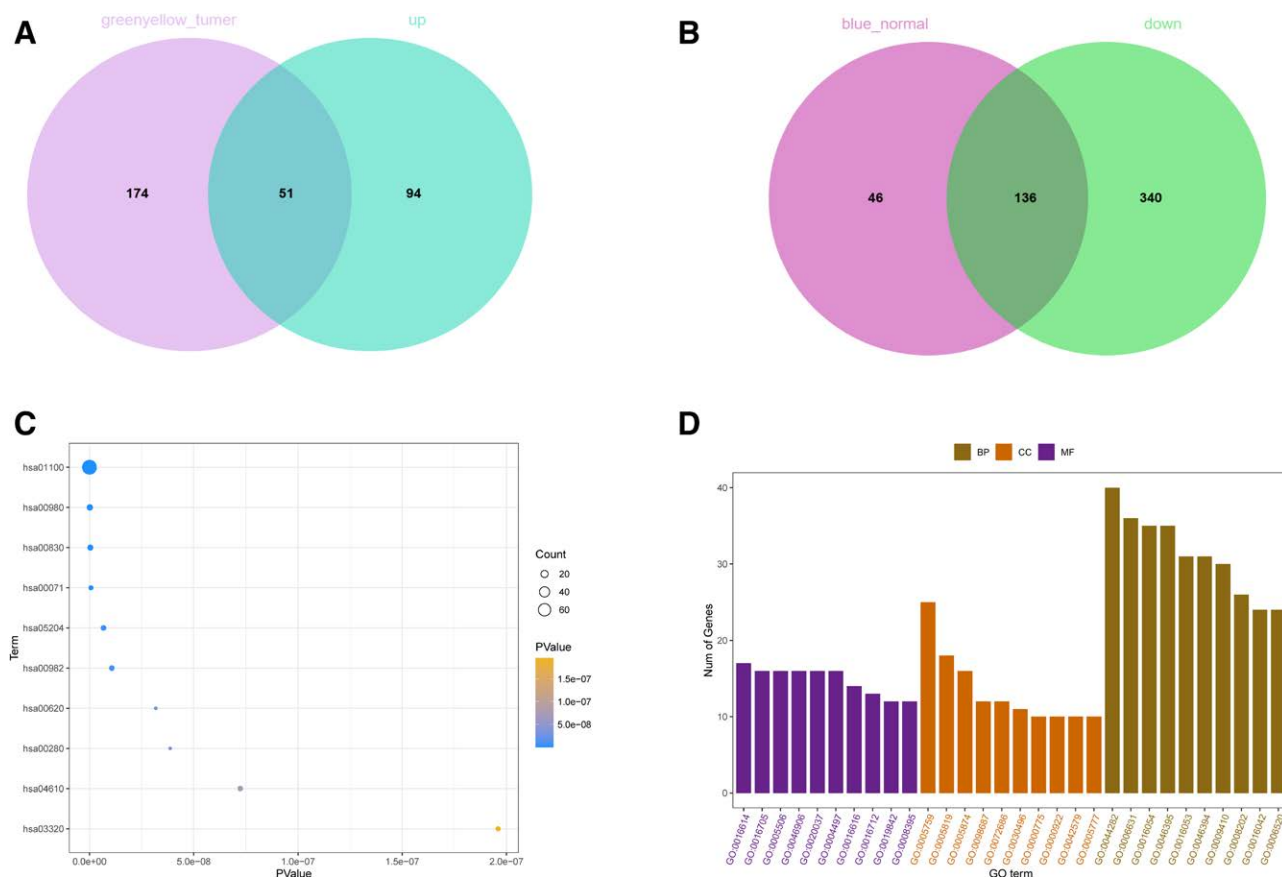 A
greenyellow_tumer
up
174
51
94
B
blue_normal
down
46
136
340
C
Term
hsa01100
hsa00980
hsa00830
hsa00071
hsa05204
hsa00982
hsa00620
hsa00280
hsa04610
hsa03320
0.0e+00
5.0e-08
1.0e-07
1.5e-07
2.0e-07
PValue
Count
20
40
60
PValue
1.5e-07
1.0e-07
5.0e-08
D
BP
CC
MF
Num of Genes
40
30
20
10
0
GO:0016614
GO:0016705
GO:0005506
GO:0046906
GO:0020037
GO:0004497
GO:0016616
GO:0016712
GO:0019842
GO:0008395
GO:0005759
GO:0005819
GO:0005874
GO:0098687
GO:0072686
GO:0030496
GO:0000775
GO:0000922
GO:0042579
GO:0005777
GO:0044282
GO:0006631
GO:0016054
GO:0046395
GO:0016053
GO:0046394
GO:0009410
GO:0008202
GO:0016042
GO:0006520
GO term